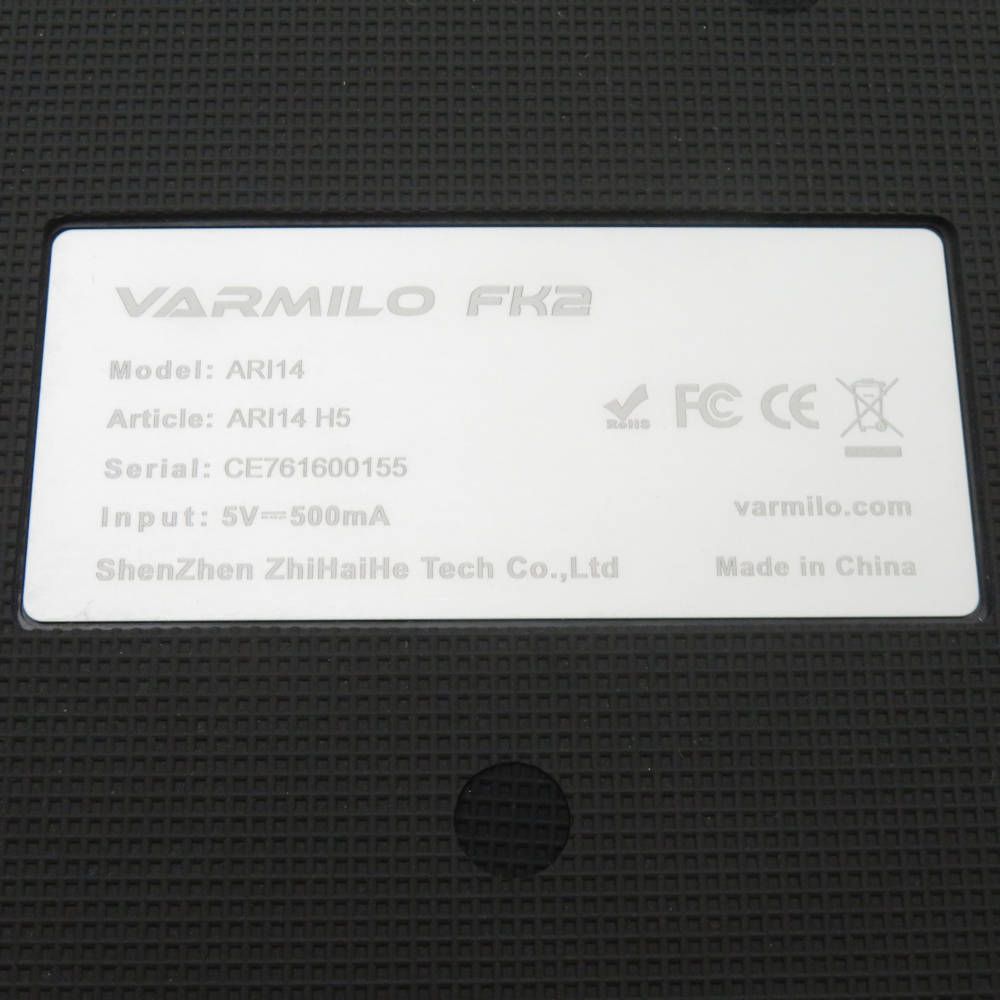 VARMILO FK2
Model: ARI14
Article: ARI14 H5
Serial: CE761600155
Input: 5V⎓500mA
ShenZhen ZhiHaiHe Tech Co.,Ltd
RoHS FC CE
varmilo.com
Made in China